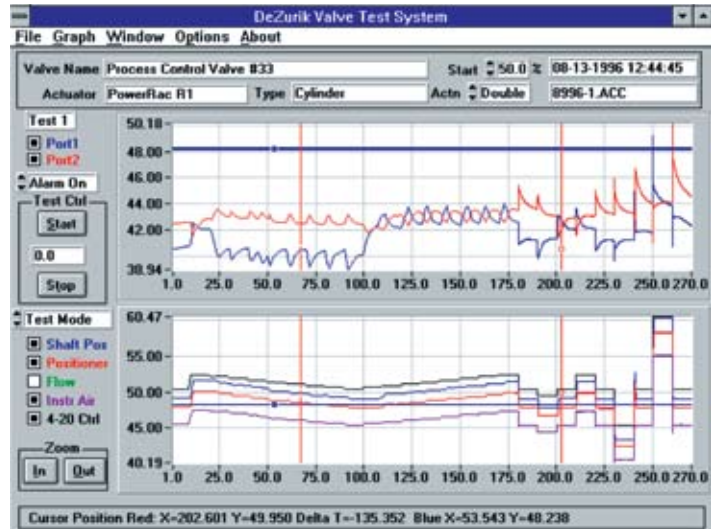 DeZurik Valve Test System
File Graph Window Options About
Valve Name Process Control Valve #33 Start 50.0 % 08-13-1996 12:44:45
Actuator PowerRac R1 Type Cylinder Actn Double 8996-1.ACC
Test 1
Port1
Port2
Alarm On
Test Ctrl
Start
0.0
Stop
50.18
48.00
46.00
44.00
42.00
38.94
1.0 25.0 50.0 75.0 100.0 125.0 150.0 175.0 200.0 225.0 250.0 270.0
Test Mode
Shaft Pos
Positioner
Flow
Instr Air
4-20 Ctrl
Zoom
In Out
60.47
55.00
50.00
45.00
40.19
1.0 25.0 50.0 75.0 100.0 125.0 150.0 175.0 200.0 225.0 250.0 270.0
Cursor Position Red: X=202.601 Y=49.950 Delta T=-135.352 Blue X=53.543 Y=48.238